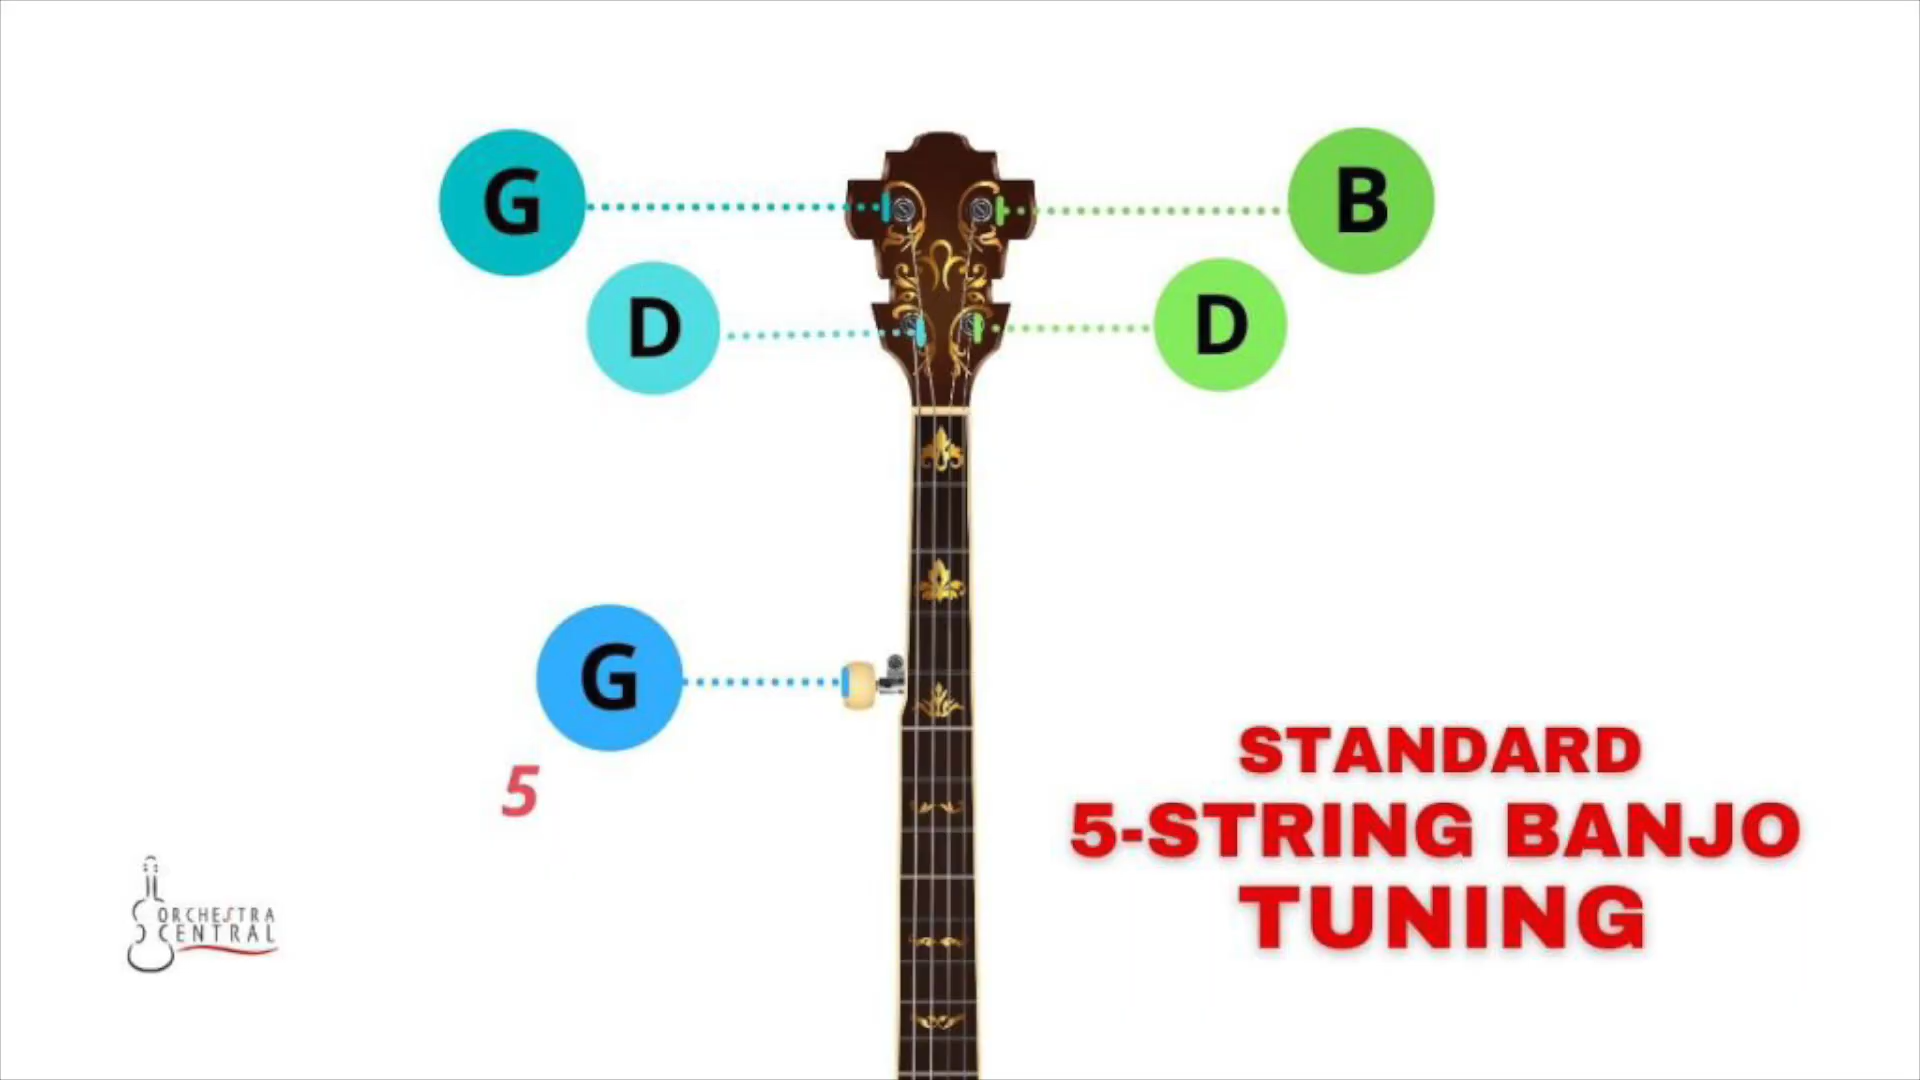 G
B
D
D
G
5
STANDARD
5-STRING BANJO
TUNING
ORCHESTRA
CENTRAL